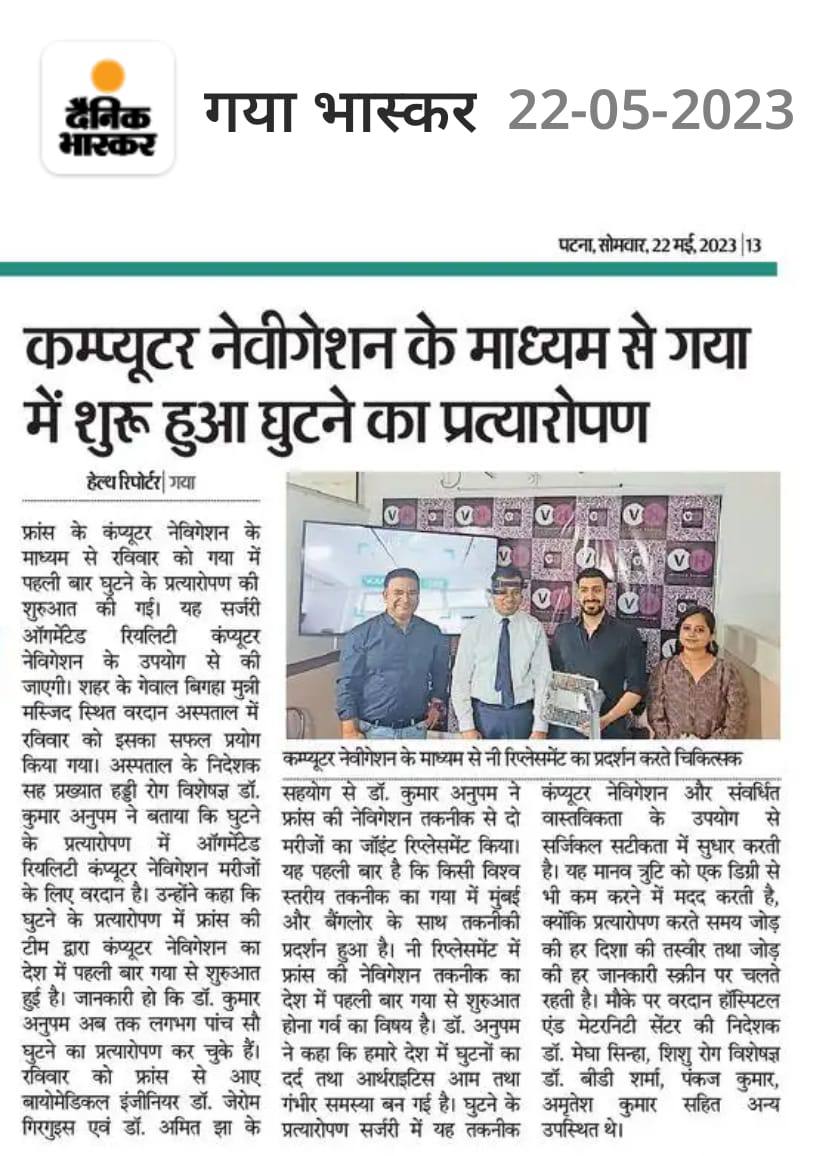 दैनिक
भास्कर
गया भास्कर 22-05-2023
पटना, सोमवार, 22 मई, 2023 | 13
कम्प्यूटर नेवीगेशन के माध्यम से गया
में शुरू हुआ घुटने का प्रत्यारोपण
हेल्थ रिपोर्टर | गया
फ्रांस के कंप्यूटर नेविगेशन के
माध्यम से रविवार को गया में
पहली बार घुटने के प्रत्यारोपण की
शुरुआत की गई। यह सर्जरी
ऑगमेंटेड रियलिटी कंप्यूटर
नेविगेशन के उपयोग से की
जाएगी। शहर के गेवाल बिगहा मुन्नी
मस्जिद स्थित वरदान अस्पताल में
रविवार को इसका सफल प्रयोग
किया गया। अस्पताल के निदेशक
सह प्रख्यात हड्डी रोग विशेषज्ञ डॉ.
कुमार अनुपम ने बताया कि घुटने
के प्रत्यारोपण में ऑगमेंटेड
रियलिटी कंप्यूटर नेविगेशन मरीजों
के लिए वरदान है। उन्होंने कहा कि
घुटने के प्रत्यारोपण में फ्रांस की
टीम द्वारा कंप्यूटर नेविगेशन का
देश में पहली बार गया से शुरुआत
हुई है। जानकारी हो कि डॉ. कुमार
अनुपम अब तक लगभग पांच सौ
घुटने का प्रत्यारोपण कर चुके हैं।
रविवार को फ्रांस से आए
बायोमेडिकल इंजीनियर डॉ. जेरोम
गिरगुइस एवं डॉ. अमित झा के
कम्प्यूटर नेवीगेशन के माध्यम से नी रिप्लेसमेंट का प्रदर्शन करते चिकित्सक
सहयोग से डॉ. कुमार अनुपम ने
फ्रांस की नेविगेशन तकनीक से दो
मरीजों का जॉइंट रिप्लेसमेंट किया।
यह पहली बार है कि किसी विश्व
स्तरीय तकनीक का गया में मुंबई
और बैंगलोर के साथ तकनीकी
प्रदर्शन हुआ है। नी रिप्लेसमेंट में
फ्रांस की नेविगेशन तकनीक का
देश में पहली बार गया से शुरुआत
होना गर्व का विषय है। डॉ. अनुपम
ने कहा कि हमारे देश में घुटनों का
दर्द तथा आर्थराइटिस आम तथा
गंभीर समस्या बन गई है। घुटने के
प्रत्यारोपण सर्जरी में यह तकनीक
कंप्यूटर नेविगेशन और संवर्धित
वास्तविकता के उपयोग से
सर्जिकल सटीकता में सुधार करती
है। यह मानव त्रुटि को एक डिग्री से
भी कम करने में मदद करती है,
क्योंकि प्रत्यारोपण करते समय जोड़
की हर दिशा की तस्वीर तथा जोड़
की हर जानकारी स्क्रीन पर चलते
रहती है। मौके पर वरदान हॉस्पिटल
एंड मेटरनिटी सेंटर की निदेशक
डॉ. मेघा सिन्हा, शिशु रोग विशेषज्ञ
डॉ. बीडी शर्मा, पंकज कुमार,
अमृतेश कुमार सहित अन्य
उपस्थित थे।